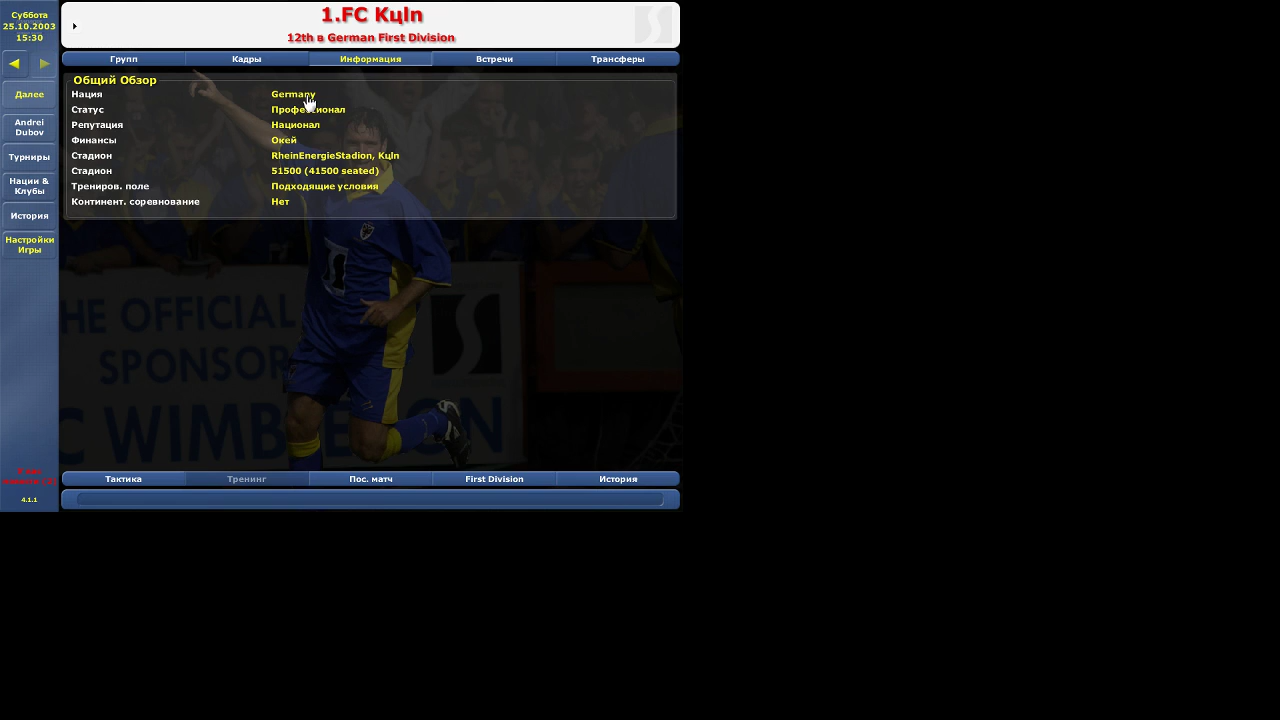 Суббота
25.10.2003
15:30
1.FC Kцln
12th в German First Division
Групп
Кадры
Информация
Встречи
Трансферы
Далее
Andrei
Dubov
Турниры
Нации &
Клубы
История
Настройки
Игры
Общий Обзор
Нация Germany
Статус
Репутация Национал
Финансы Окей
Стадион RheinEnergieStadion, Kцln
Стадион 51500 (41500 seated)
Трениров. поле Подходящие условия
Континент. соревнование Нет
THE OFFICIAL
SPONSOR
4.1.1
Тактика
Тренинг
Пос. матч
First Division
История